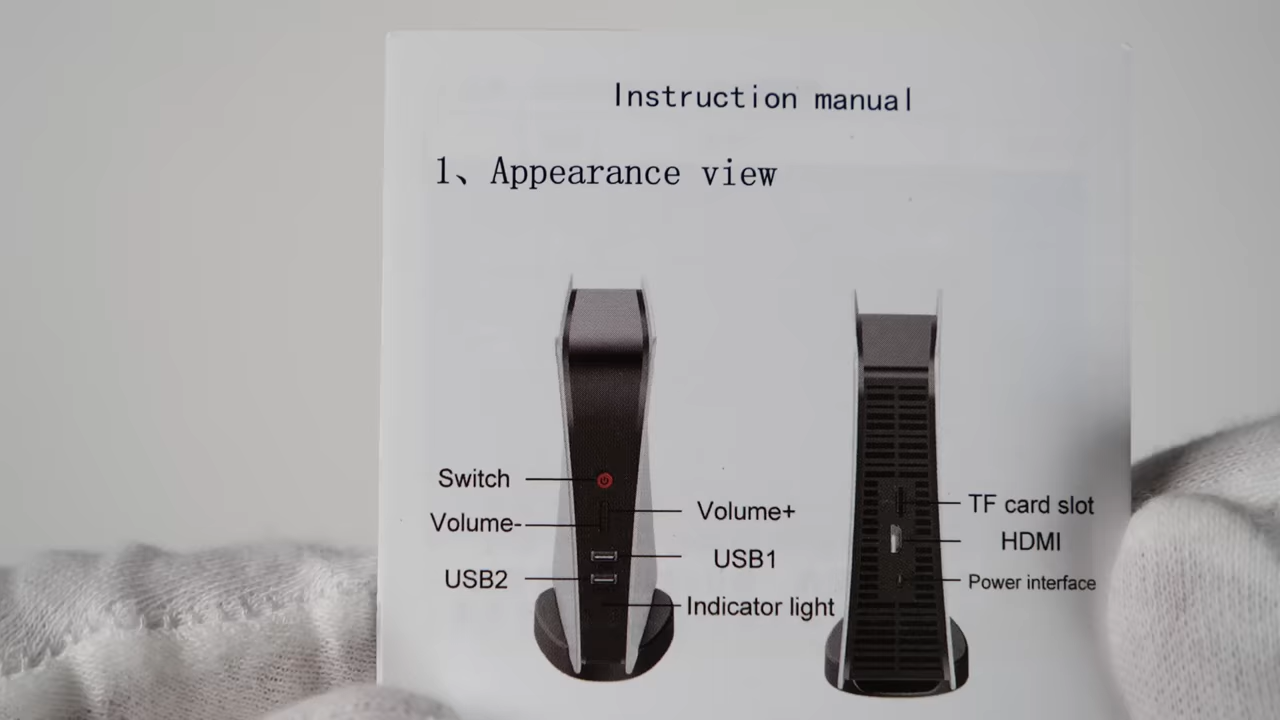 Instruction manual
1、Appearance view
Switch
Volume-
USB2
Volume+
USB1
Indicator light
TF card slot
HDMI
Power interface